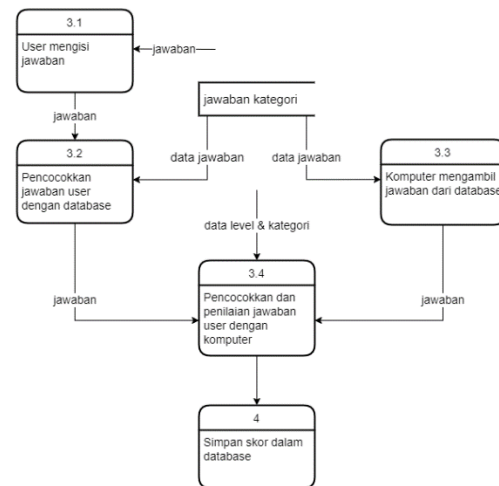 3.1
User mengisi
jawaban
jawaban
jawaban
jawaban kategori
3.2
Pencocokkan
jawaban user
dengan database
data jawaban
data jawaban
3.3
Komputer mengambil
jawaban dari database
data level & kategori
jawaban
3.4
Pencocokkan dan
penilaian jawaban
user dengan
komputer
jawaban
4
Simpan skor dalam
database